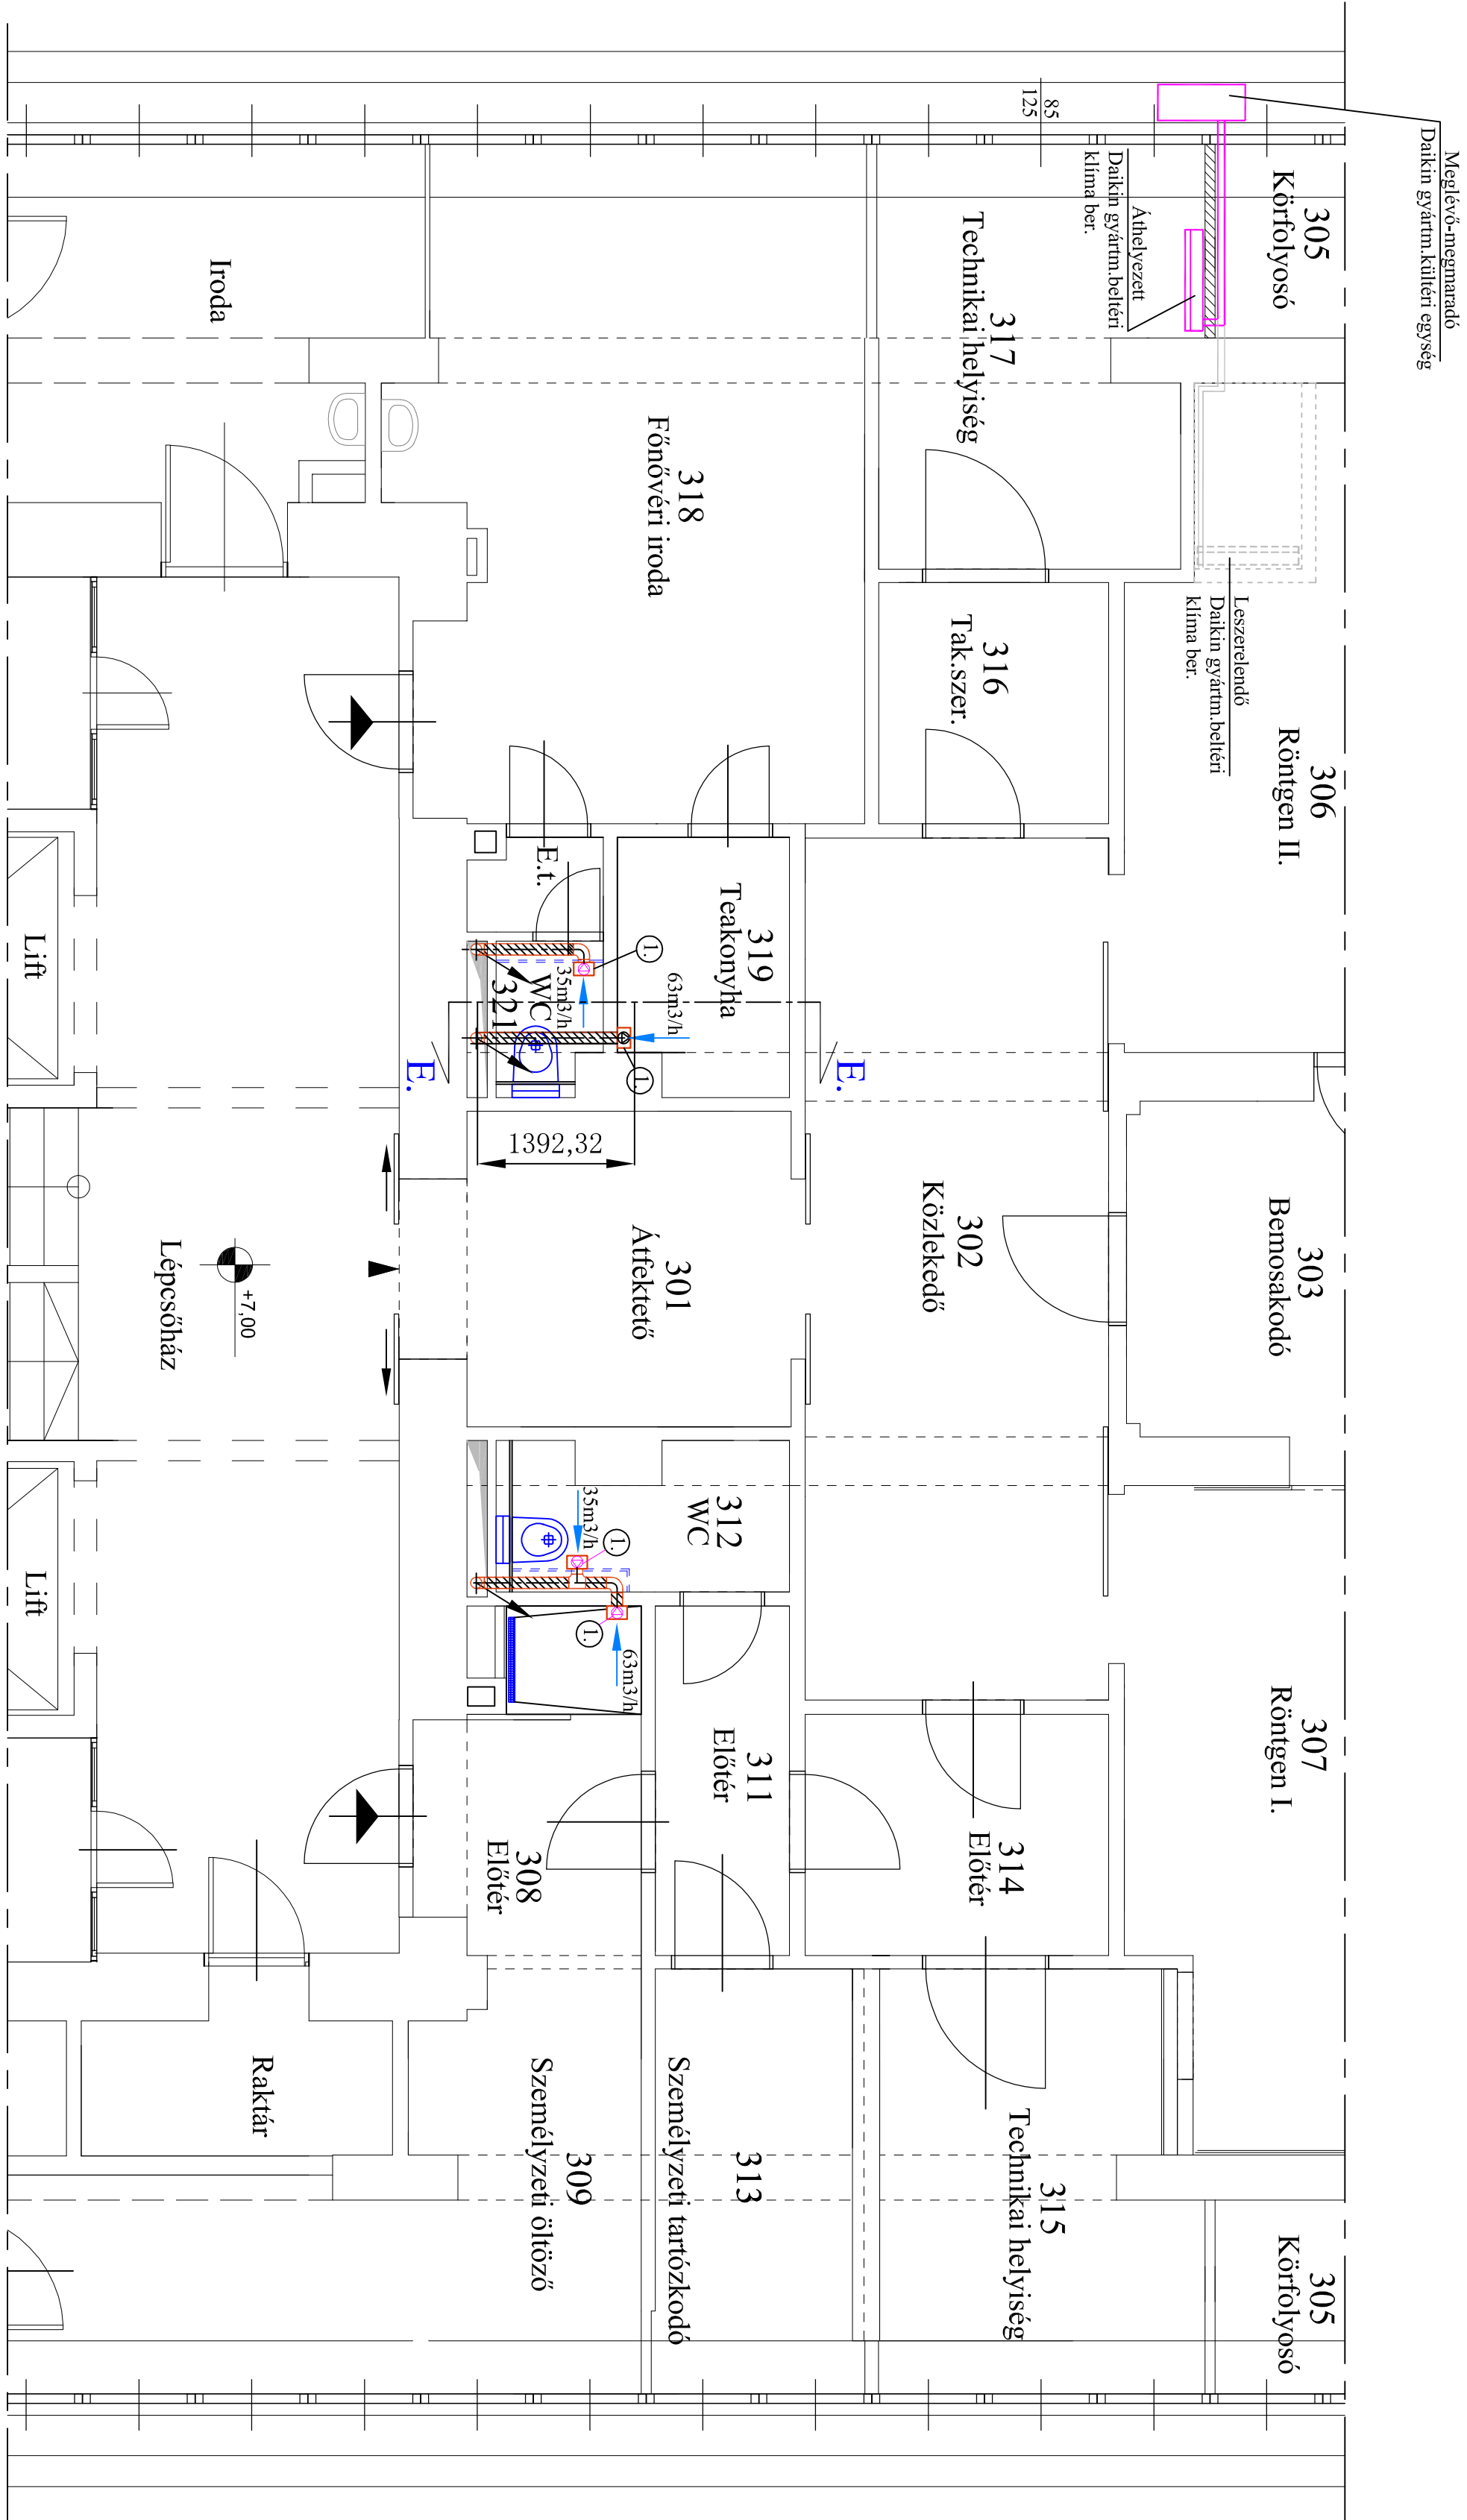 Meglévő-megmaradó
Daikin gyártm.kültéri egység
305
Körfolyosó
85
125
Áthelyezett
Daikin gyártm.beltéri
klíma ber.
317
Technikai helyiség
Iroda
318
Főnővéri iroda
316
Tak.szer.
Leszerelendő
Daikin gyártm.beltéri
klíma ber.
306
Röntgen II.
E.t.
319
Teakonyha
1.
63m3/h
35m3/h
WC
321
1.
E.
E.
Lift
1392,32
303
Bemosakodó
302
Közlekedő
301
Átfektető
+7,00
Lépcsőház
312
WC
35m3/h
1.
1.
63m3/h
Lift
307
Röntgen I.
311
Előtér
314
Előtér
308
Előtér
Raktár
309
Személyzeti öltöző
313
Személyzeti tartózkodó
315
Technikai helyiség
305
Körfolyosó